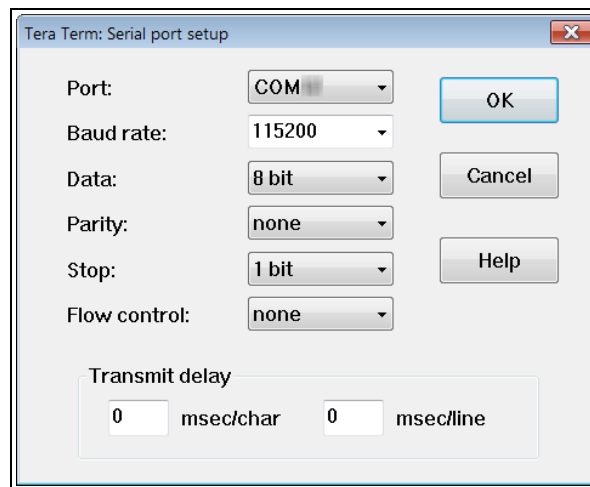 Tera Term: Serial port setup
Port: COM
OK
Baud rate: 115200
Data: 8 bit
Cancel
Parity: none
Stop: 1 bit
Help
Flow control: none
Transmit delay
0 msec/char 0 msec/line